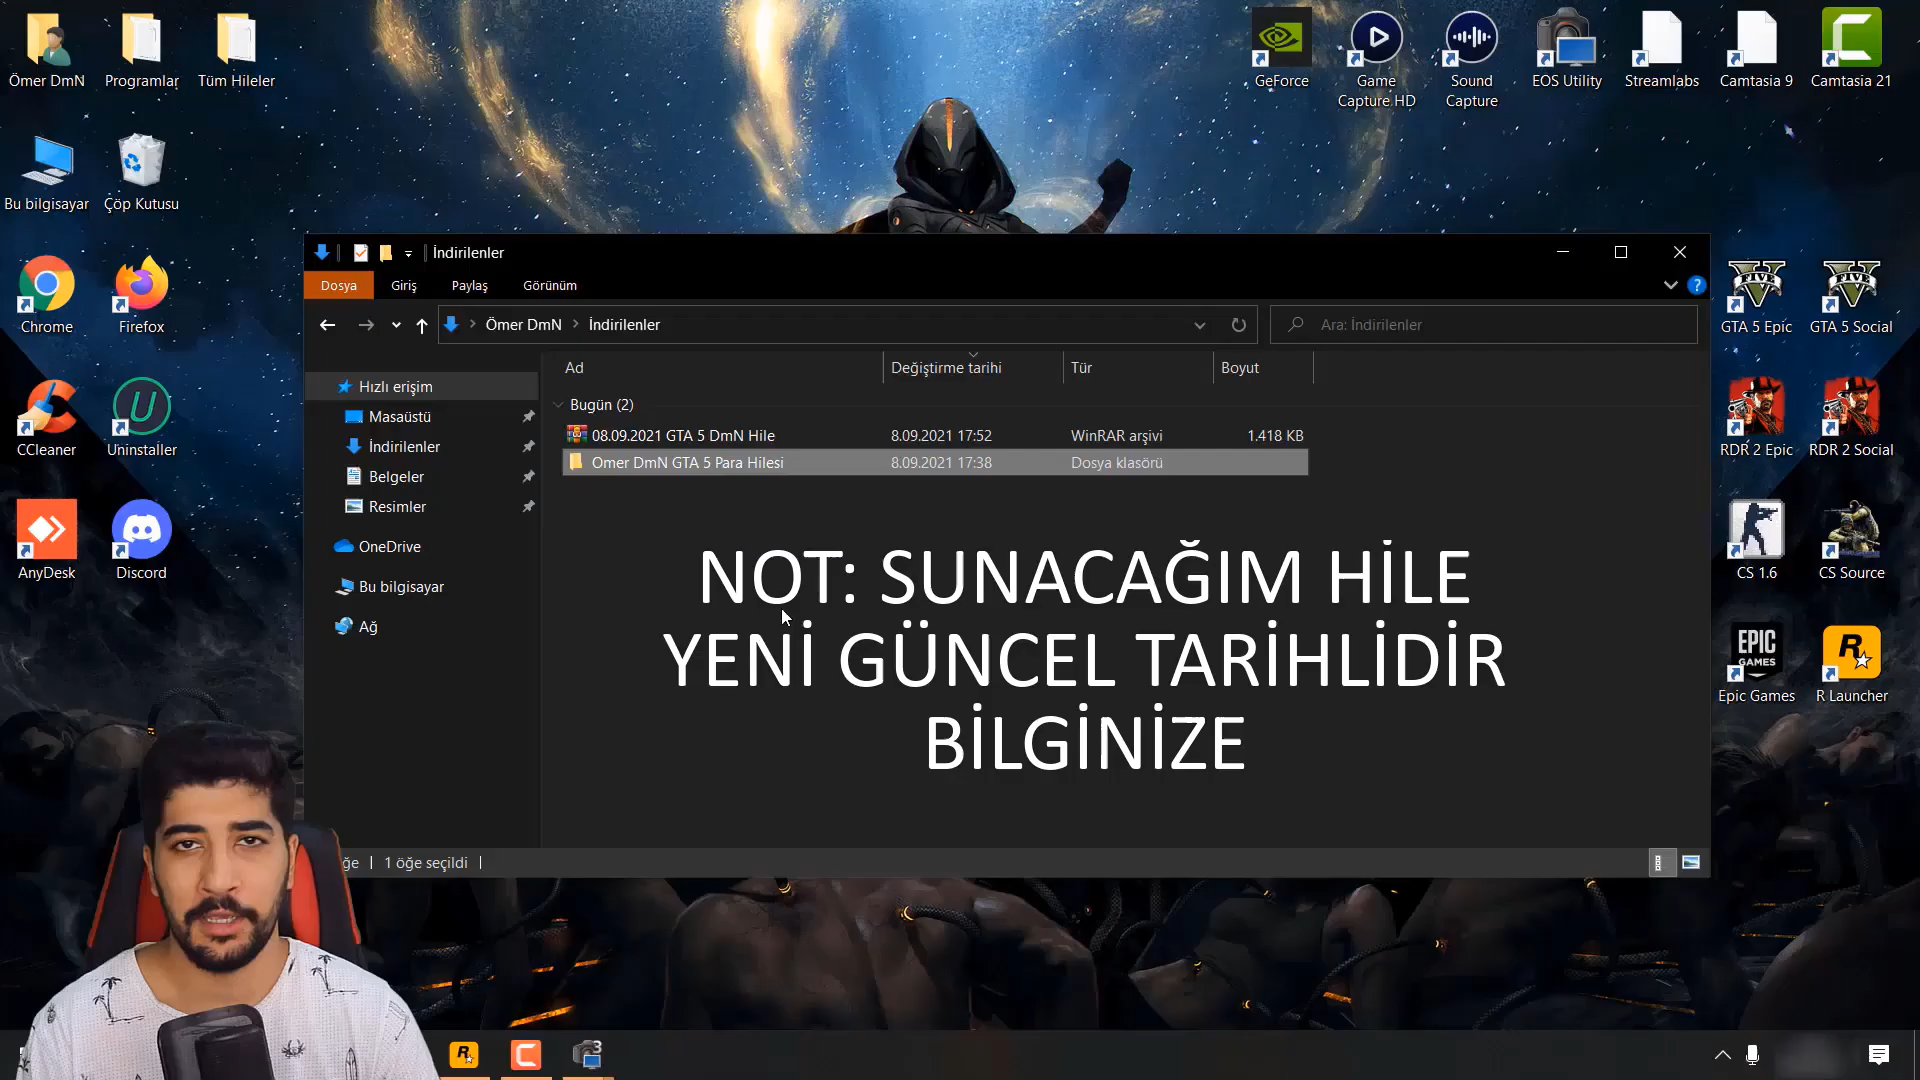 Ömer DmN
Programlar
Tüm Hileler
GeForce
Game
Capture HD
Sound
Capture
EOS Utility
Streamlabs
Camtasia 9
Camtasia 21
Bu bilgisayar
Çöp Kutusu
Chrome
Firefox
CCleaner
Uninstaller
AnyDesk
Discord
İndirilenler
Dosya
Giriş
Paylaş
Görünüm
Ömer DmN
İndirilenler
Ara: İndirilenler
Hızlı erişim
Masaüstü
İndirilenler
Belgeler
Resimler
OneDrive
Bu bilgisayar
Ağ
Ad
Değiştirme tarihi
Tür
Boyut
Bugün (2)
08.09.2021 GTA 5 DmN Hile 8.09.2021 17:52 WinRAR arşivi 1.418 KB
Omer DmN GTA 5 Para Hilesi 8.09.2021 17:38 Dosya klasörü
NOT: SUNACAĞIM HİLE
YENİ GÜNCEL TARİHLİDİR
BİLGİNİZE
1 öğe seçildi
GTA 5 Epic
GTA 5 Social
RDR 2 Epic
RDR 2 Social
CS 1.6
CS Source
EPIC
GAMES
Epic Games
R Launcher